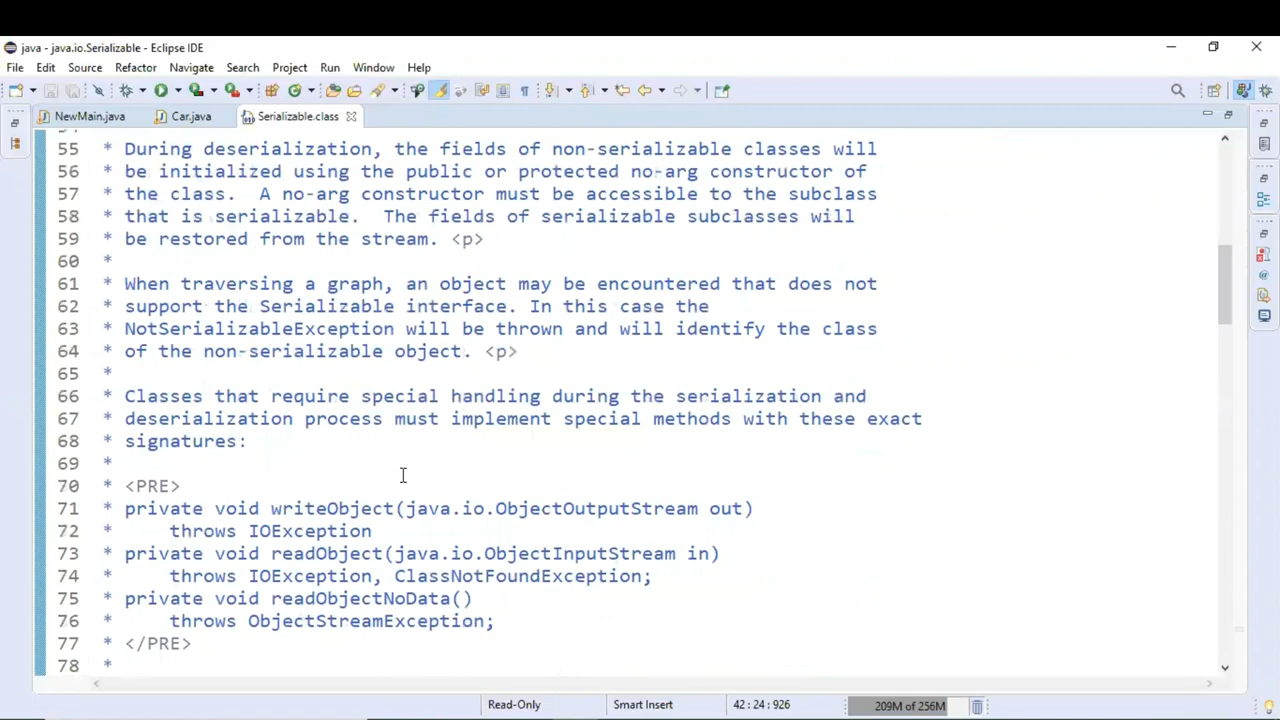 java - java.io.Serializable - Eclipse IDE
File Edit Source Refactor Navigate Search Project Run Window Help
NewMain.java Car.java Serializable.class
55 * During deserialization, the fields of non-serializable classes will
56 * be initialized using the public or protected no-arg constructor of
57 * the class.  A no-arg constructor must be accessible to the subclass
58 * that is serializable.  The fields of serializable subclasses will
59 * be restored from the stream. <p>
60 *
61 * When traversing a graph, an object may be encountered that does not
62 * support the Serializable interface. In this case the
63 * NotSerializableException will be thrown and will identify the class
64 * of the non-serializable object. <p>
65 *
66 * Classes that require special handling during the serialization and
67 * deserialization process must implement special methods with these exact
68 * signatures:
69 *
70 * <PRE>
71 * private void writeObject(java.io.ObjectOutputStream out)
72 *     throws IOException
73 * private void readObject(java.io.ObjectInputStream in)
74 *     throws IOException, ClassNotFoundException;
75 * private void readObjectNoData()
76 *     throws ObjectStreamException;
77 * </PRE>
78 *
Read-Only Smart Insert 42 : 24 : 926 209M of 256M